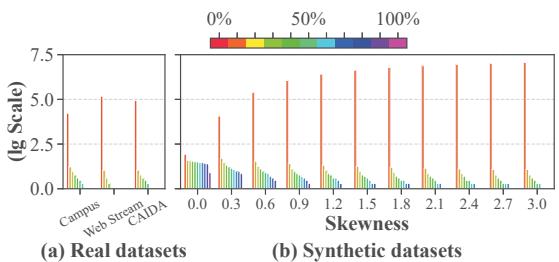 0% 50% 100%
(lg Scale)
7.5
5.0
2.5
0.0
Campus Web Stream CAIDA
0.0 0.3 0.6 0.9 1.2 1.5 1.8 2.1 2.4 2.7 3.0
Skewness
(a) Real datasets (b) Synthetic datasets